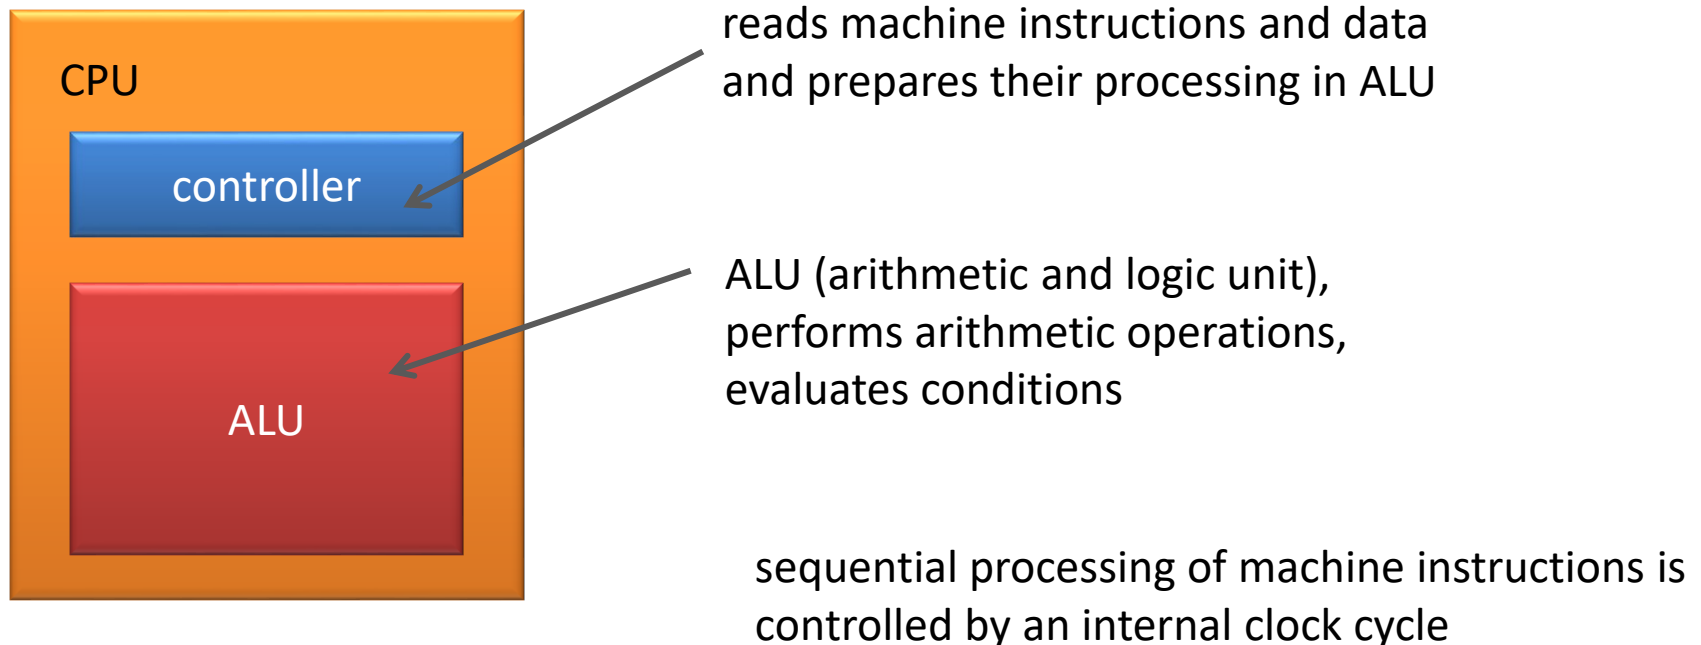 CPU
controller
ALU
reads machine instructions and data
and prepares their processing in ALU
ALU (arithmetic and logic unit),
performs arithmetic operations,
evaluates conditions
sequential processing of machine instructions is
controlled by an internal clock cycle